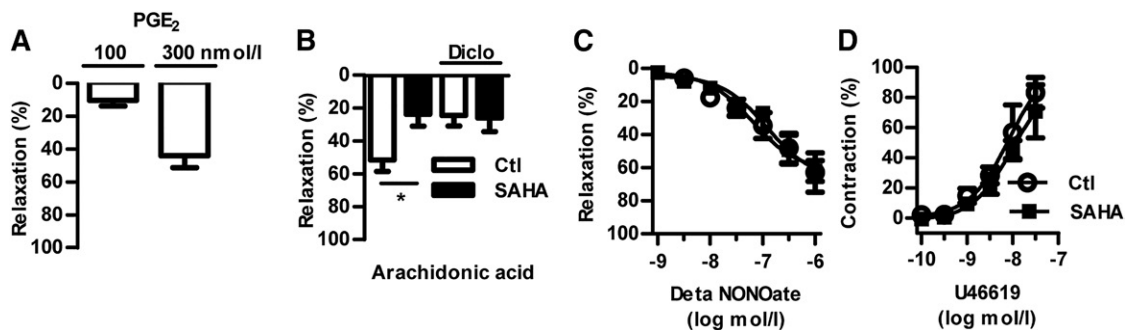 A
PGE2
100
300 nmol/l
0
20
40
60
80
100
Relaxation (%)
B
Diclo
0
20
40
60
80
100
Relaxation (%)
Ctl
SAHA
*
Arachidonic acid
C
0
20
40
60
80
100
Relaxation (%)
-9
-8
-7
-6
Deta NONOate
(log mol/l)
D
100
80
60
40
20
0
Contraction (%)
Ctl
SAHA
-10
-9
-8
-7
U46619
(log mol/l)